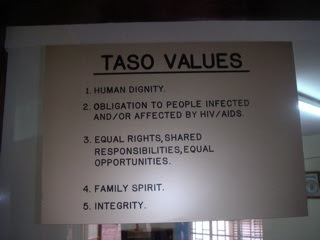 TASO VALUES
1. HUMAN DIGNITY.
2. OBLIGATION TO PEOPLE INFECTED
AND/OR AFFECTED BY HIV/AIDS.
3. EQUAL RIGHTS, SHARED
RESPONSIBILITIES, EQUAL
OPPORTUNITIES.
4. FAMILY SPIRIT.
5. INTEGRITY.